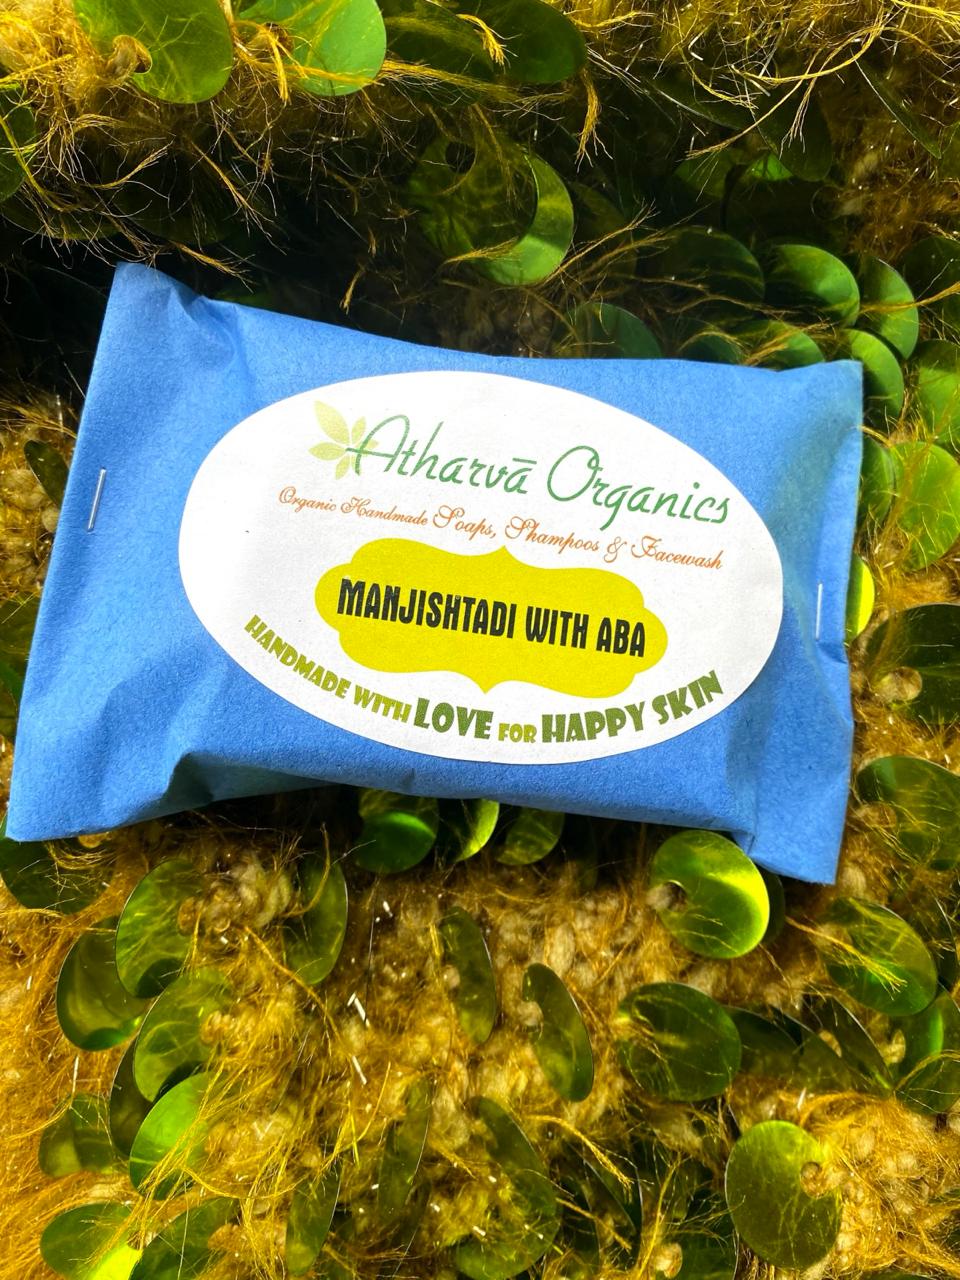 Atharvā Organics
Organic Handmade Soaps, Shampoos & Facewash
MANJISHTADI WITH ABA
HANDMADE WITH LOVE FOR HAPPY SKIN